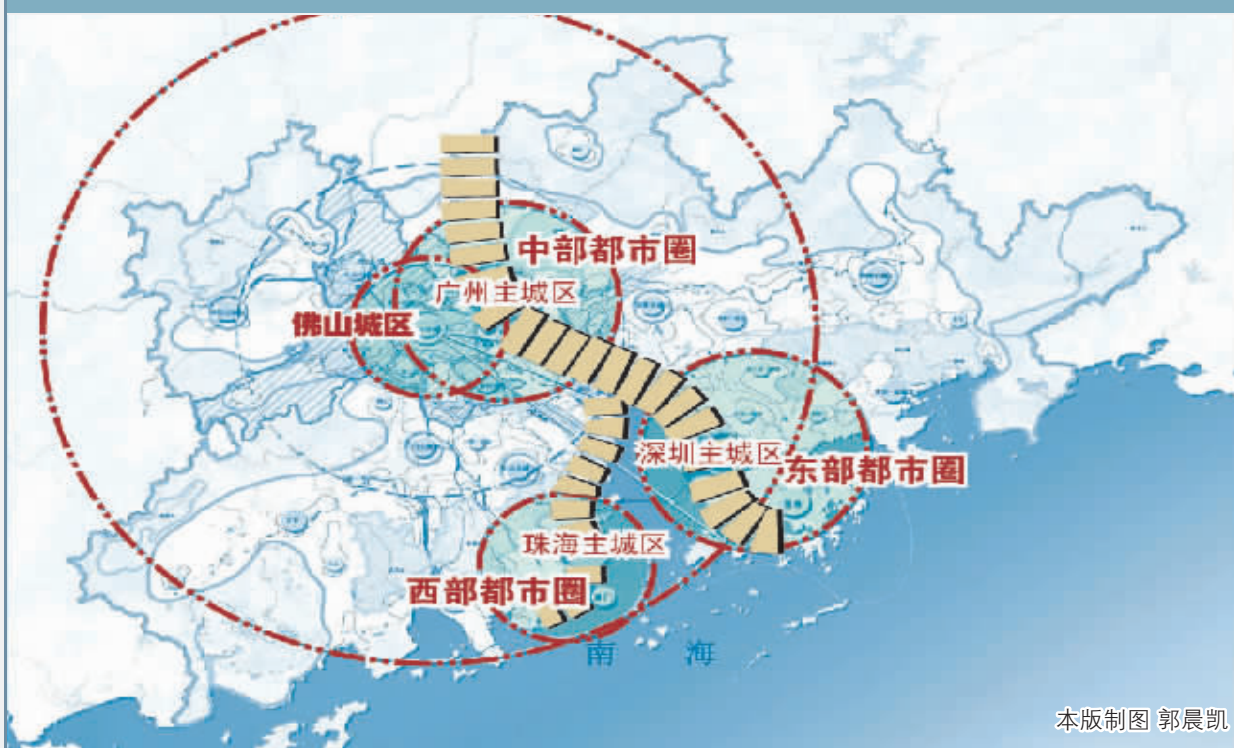 中部都市圈
广州主城区
佛山城区
深圳主城区
东部都市圈
珠海主城区
西部都市圈
南海
本版制图 郭晨凯